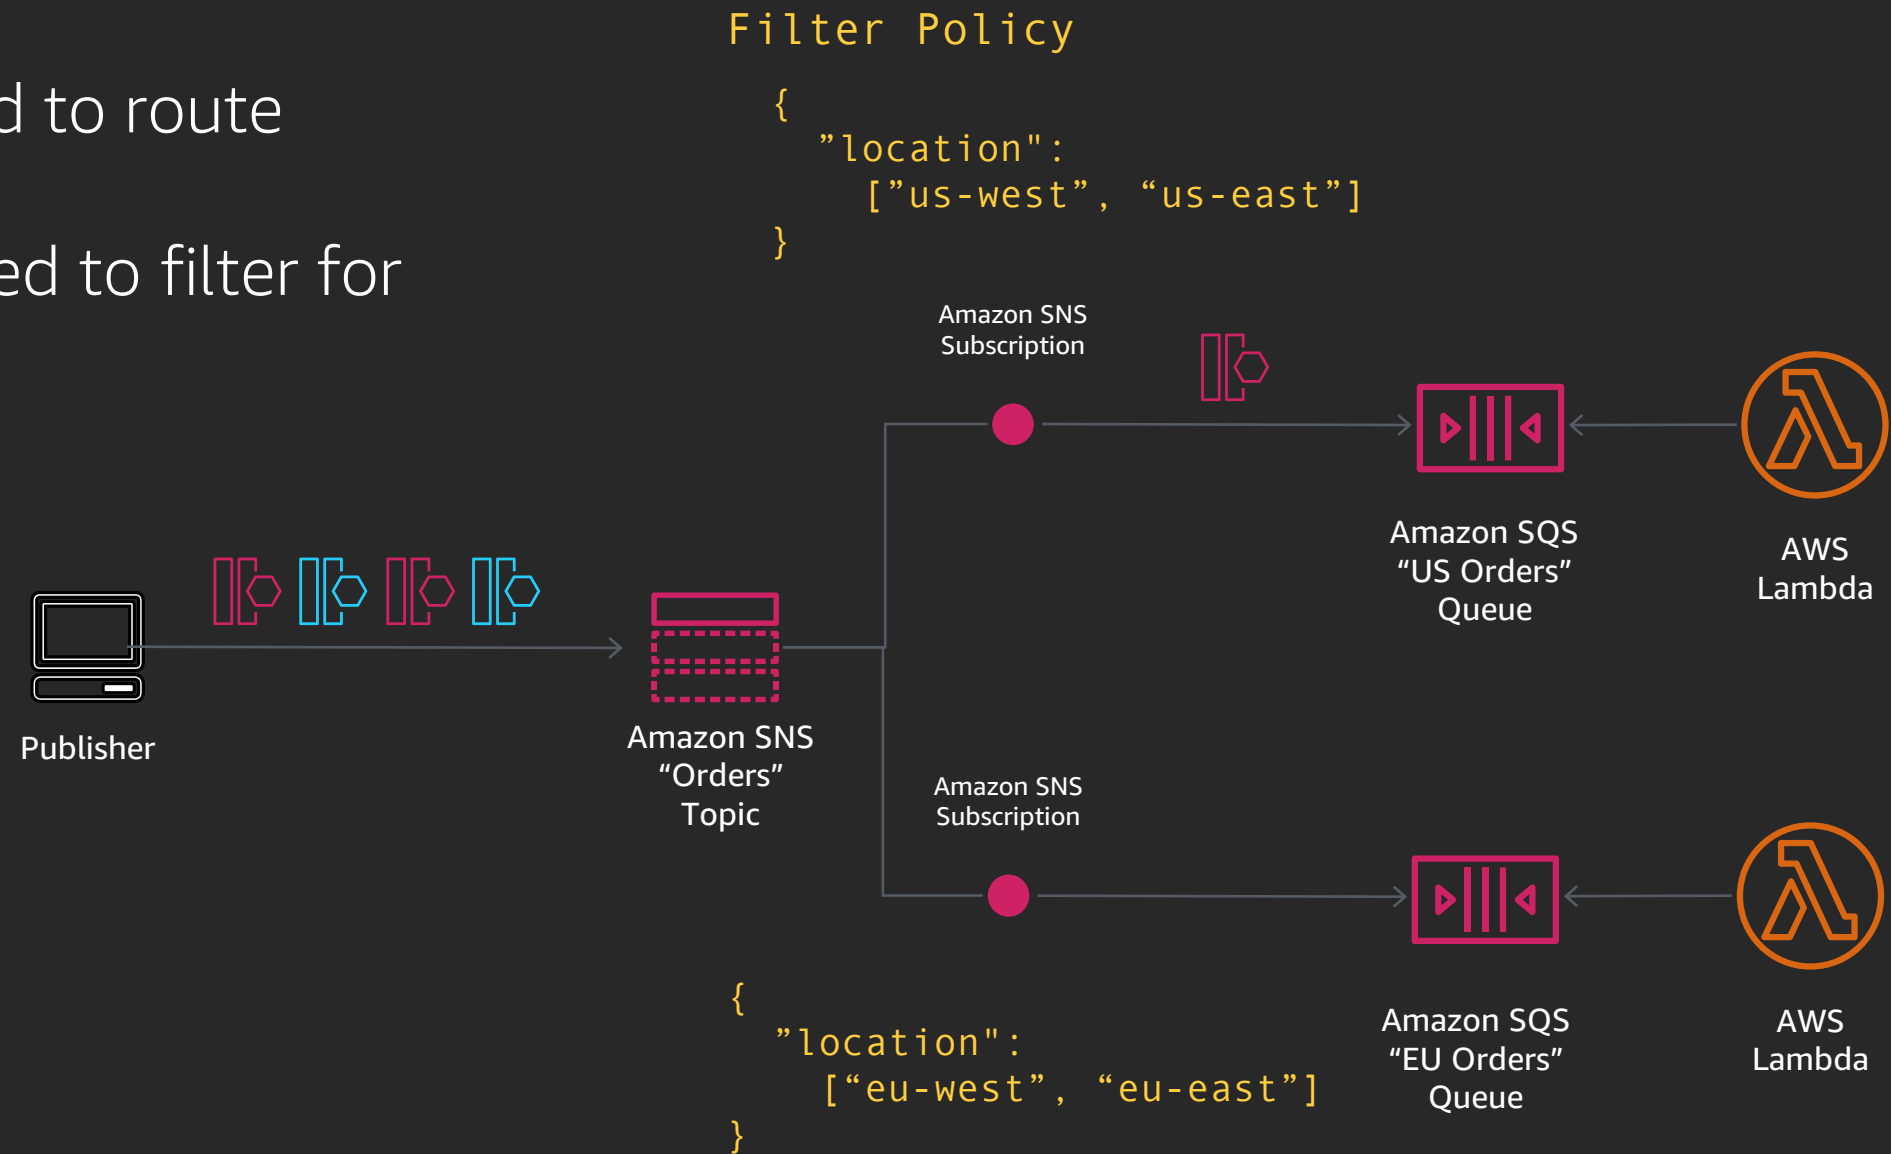 Filter Policy
d to route
ed to filter for
{
”location":
[”us-west”, “us-east”]
}
Amazon SNS
Subscription
Amazon SQS
“US Orders”
Queue
AWS
Lambda
Publisher
Amazon SNS
“Orders”
Topic
Amazon SNS
Subscription
{
”location":
[“eu-west”, “eu-east”]
}
Amazon SQS
“EU Orders”
Queue
AWS
Lambda